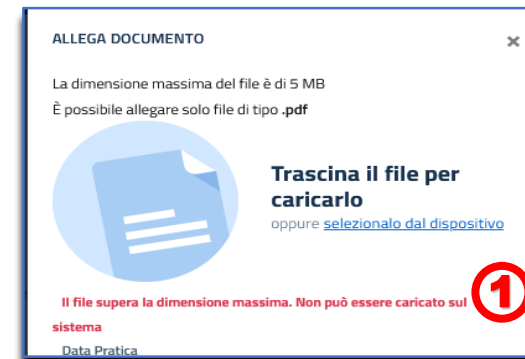 ALLEGA DOCUMENTO ×
La dimensione massima del file è di 5 MB
È possibile allegare solo file di tipo .pdf
Trascina il file per
caricarlo
oppure selezionalo dal dispositivo
Il file supera la dimensione massima. Non può essere caricato sul
sistema
1
Data Pratica